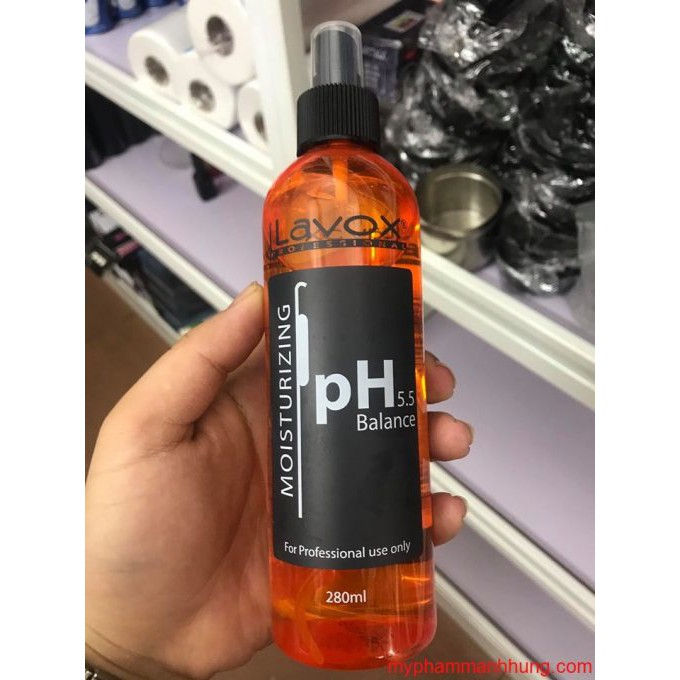 Lavox
PROFESSIONAL
MOISTURIZING
pH 5.5
Balance
For Professional use only
280ml
myphammanhhung.com